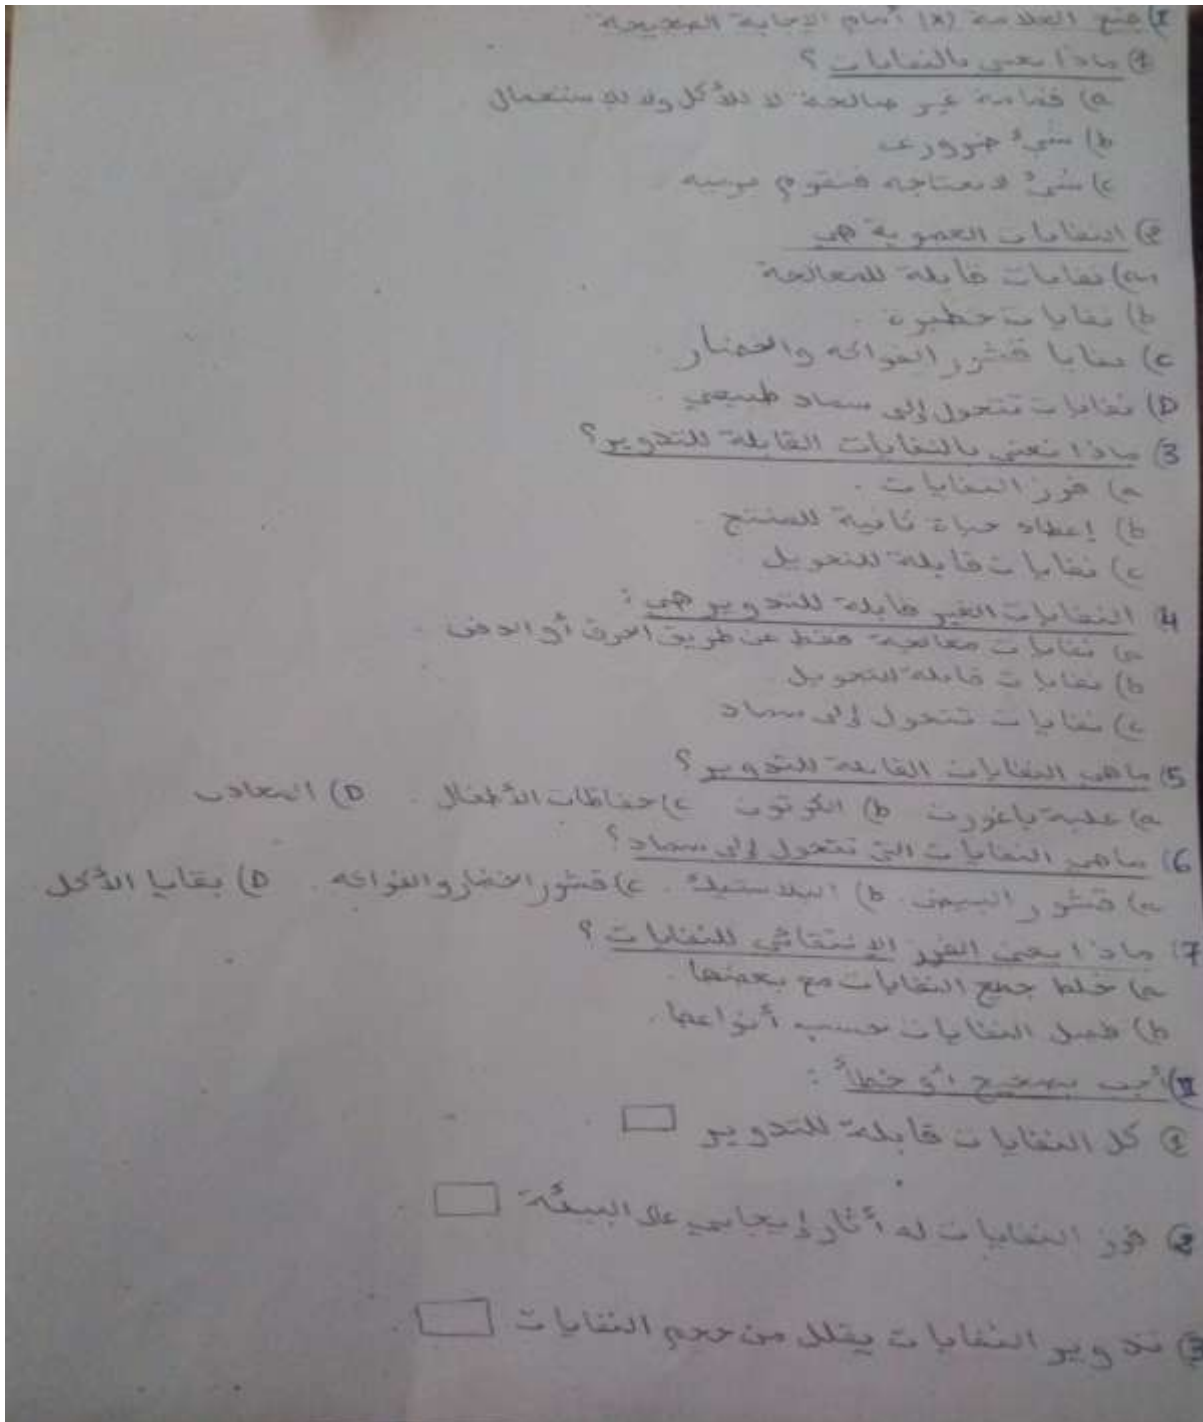 I) ضع العلامة (x) أمام الإجابة الصحيحة
① ماذا نعني بالنفايات ؟
a) قمامة غير صالحة لا للأكل ولا للاستعمال
b) شيء ضروري
c) شيء لا نحتاجه فنقوم برميه
② النفايات العضوية هي
a) نفايات قابلة للمعالجة
b) نفايات خطيرة .
c) بقايا قشور الفواكه والخضار .
D) نفايات تتحول إلى سماد طبيعي .
3) ماذا نعني بالنفايات القابلة للتدوير؟
a) فرز النفايات .
b) إعطاء حياة ثانية للمنتج .
c) نفايات قابلة للتحويل .
4) النفايات الغير قابلة للتدوير هي :
a) نفايات معالجة فقط عن طريق الحرق أو الدفن .
b) نفايات قابلة للتحويل .
c) نفايات تتحول إلى سماد
5) ماهي النفايات القابلة للتدوير ؟
a) علبة ياغورت b) الكرتون c) حفاظات الأطفال . D) المعادن
6) ماهي النفايات التي تتحول إلى سماد ؟
a) قشور البيض . b) البلاستيك . c) قشور الخضار والفواكه . D) بقايا الأكل
7) ماذا يعني الفرز الإنتقائي للنفايات ؟
a) خلط جميع النفايات مع بعضها .
b) فصل النفايات حسب أنواعها .
II) أجب بصحيح أو خطأ :
① كل النفايات قابلة للتدوير
② فرز النفايات له أثار إيجابي على البيئة .
③ تدوير النفايات يقلل من حجم النفايات .